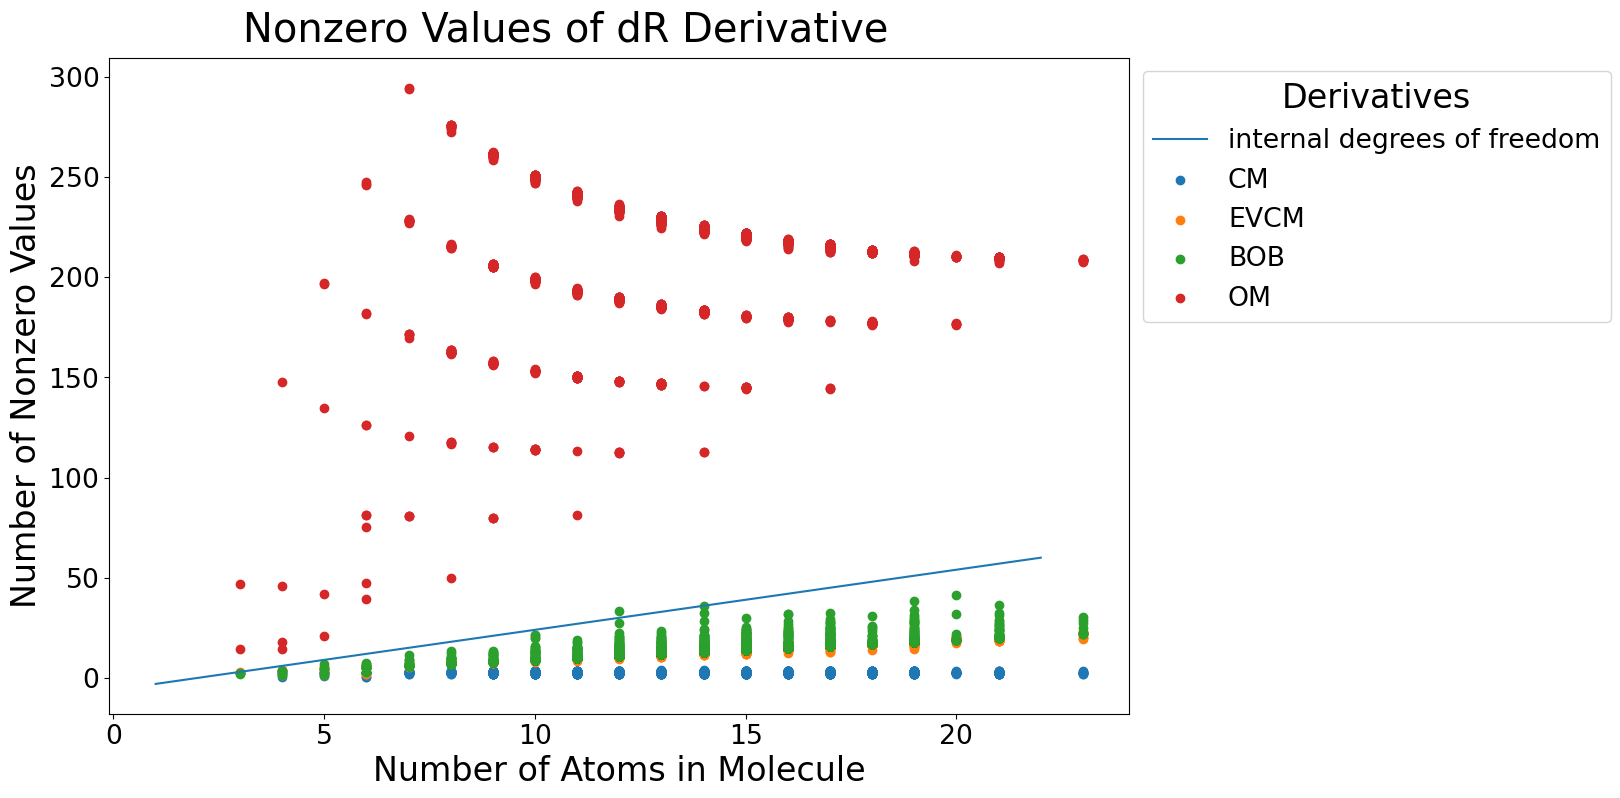 Nonzero Values of dR Derivative
Number of Nonzero Values
300
250
200
150
100
50
0
0
5
10
15
20
Number of Atoms in Molecule
Derivatives
internal degrees of freedom
CM
EVCM
BOB
OM